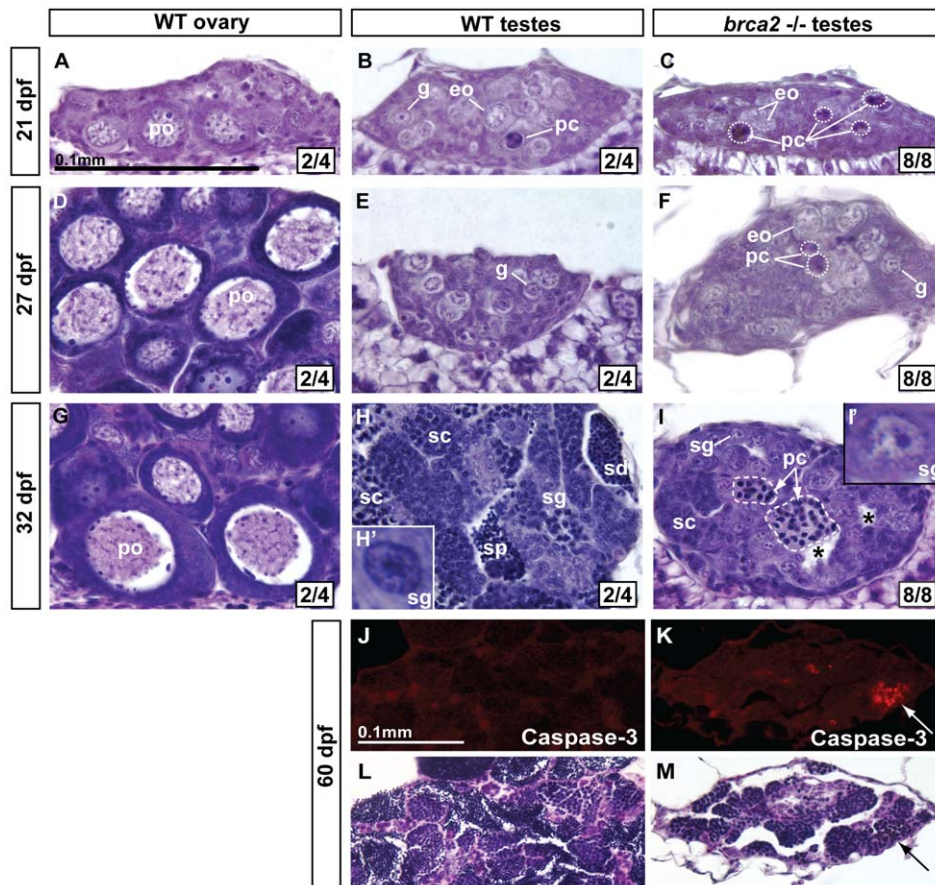 WT ovary
WT testes
brca2 -/- testes
21 dpf
A
po
0.1mm
2/4
B
g
eo
pc
2/4
C
eo
pc
8/8
27 dpf
D
po
2/4
E
g
2/4
F
eo
pc
g
8/8
32 dpf
G
po
2/4
H
sc
sd
sc
sg
sp
H'
sg
2/4
I
sg
pc
I'
sc
*
*
8/8
60 dpf
J
0.1mm
Caspase-3
K
Caspase-3
L
M